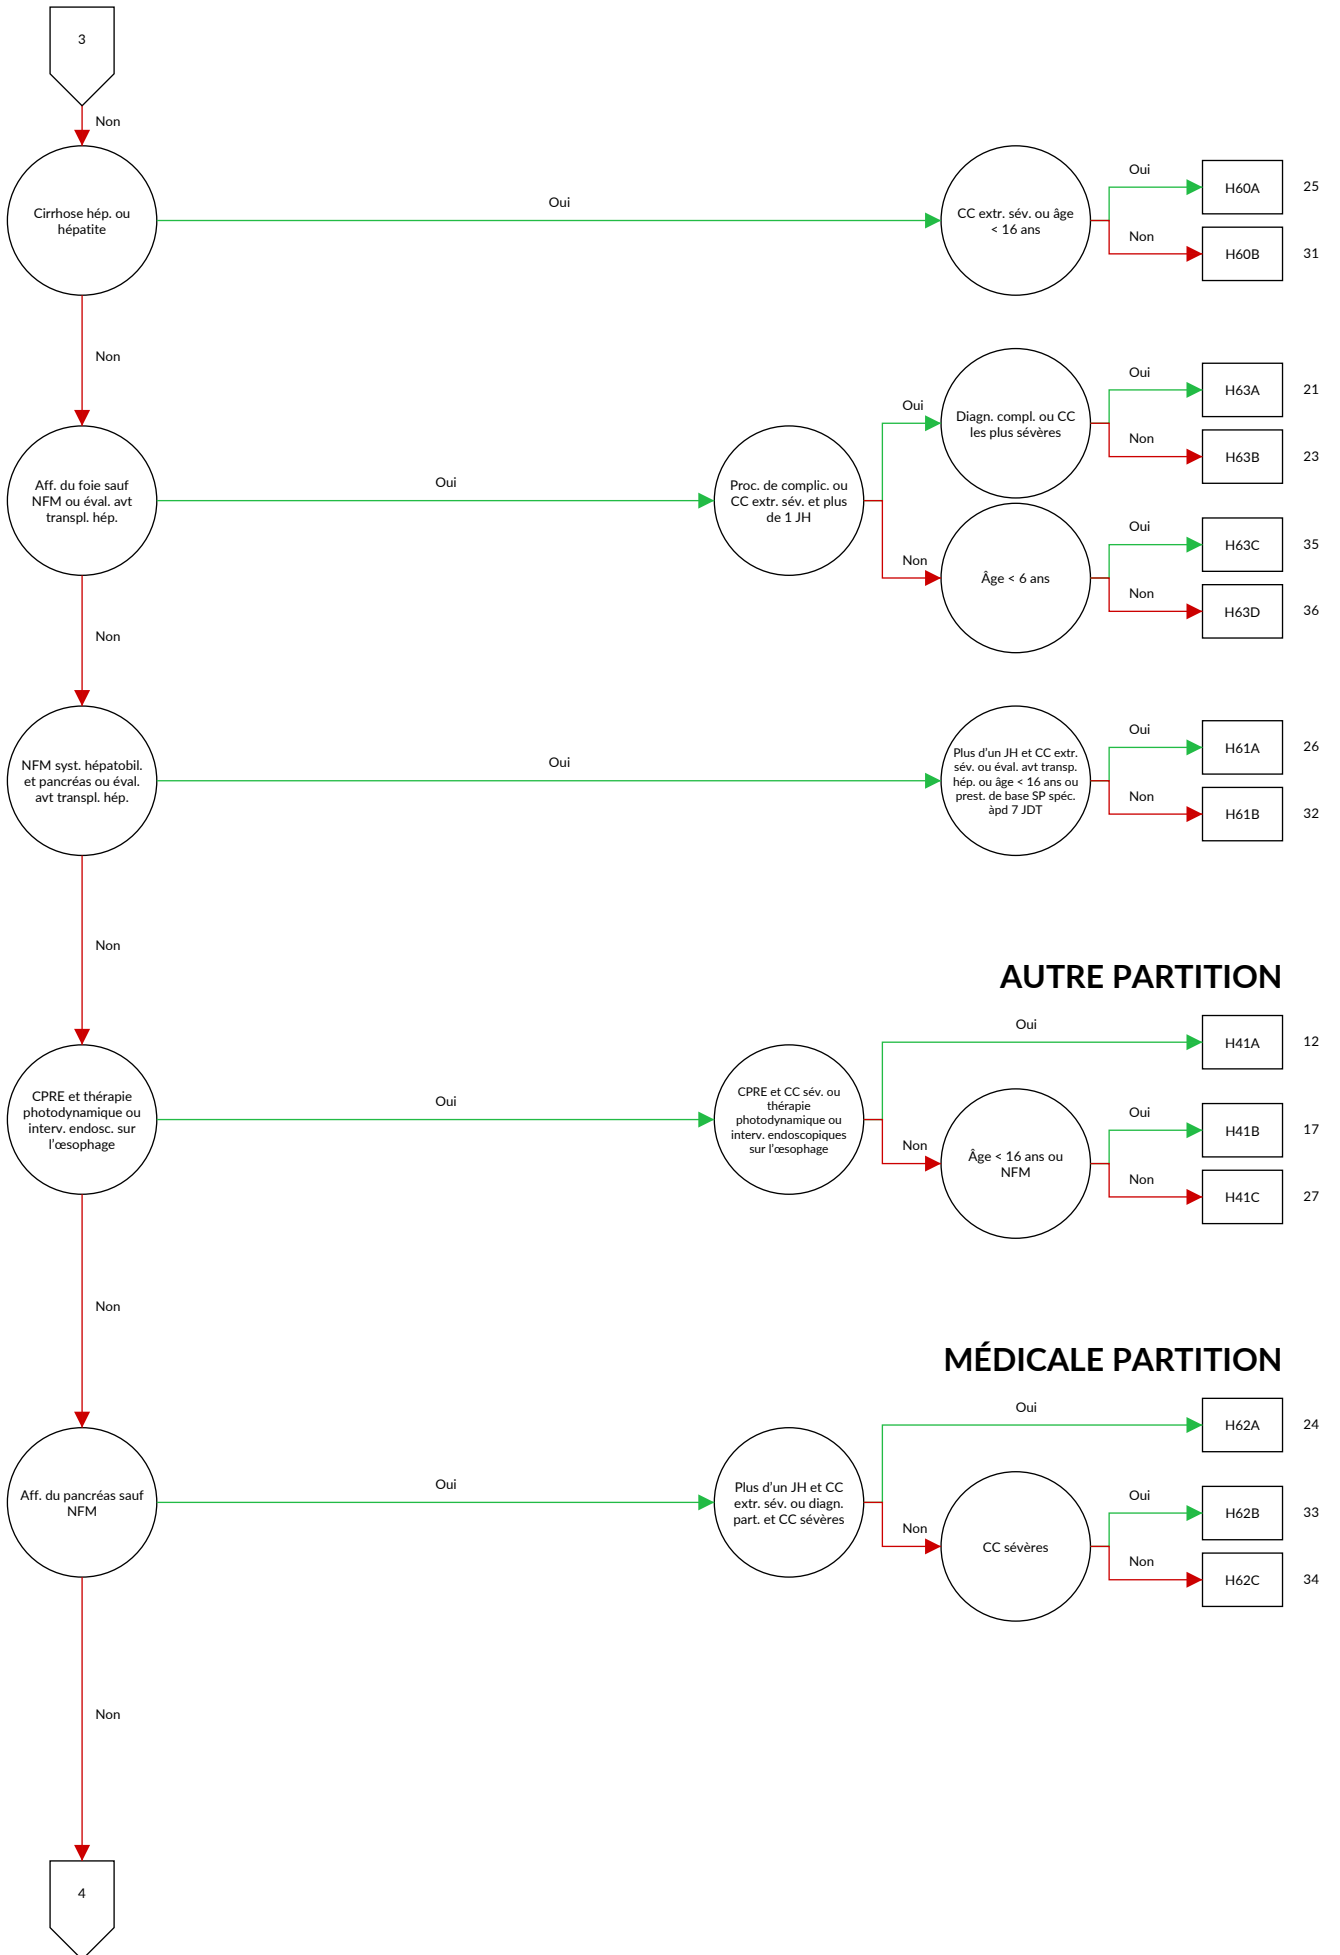 3
Non
Cirrhose hép. ou
hépatite
Oui
CC extr. sév. ou âge
< 16 ans
Oui
H60A
25
Non
H60B
31
Non
Aff. du foie sauf
NFM ou éval. avt
transpl. hép.
Oui
Proc. de complic. ou
CC extr. sév. et plus
de 1 JH
Oui
Diagn. compl. ou CC
les plus sévères
Oui
H63A
21
Non
H63B
23
Non
Âge < 6 ans
Oui
H63C
35
Non
H63D
36
Non
NFM syst. hépatobil.
et pancréas ou éval.
avt transpl. hép.
Oui
Plus d'un JH et CC extr.
sév. ou éval. avt transp.
hép. ou âge < 16 ans ou
prest. de base SP spéc.
àpd 7 JDT
Oui
H61A
26
Non
H61B
32
Non
AUTRE PARTITION
CPRE et thérapie
photodynamique ou
interv. endosc. sur
l'œsophage
Oui
CPRE et CC sév. ou
thérapie
photodynamique ou
interv. endoscopiques
sur l'œsophage
Oui
H41A
12
Non
Âge < 16 ans ou
NFM
Oui
H41B
17
Non
H41C
27
Non
MÉDICALE PARTITION
Aff. du pancréas sauf
NFM
Oui
Plus d'un JH et CC
extr. sév. ou diagn.
part. et CC sévères
Oui
H62A
24
Non
CC sévères
Oui
H62B
33
Non
H62C
34
Non
4